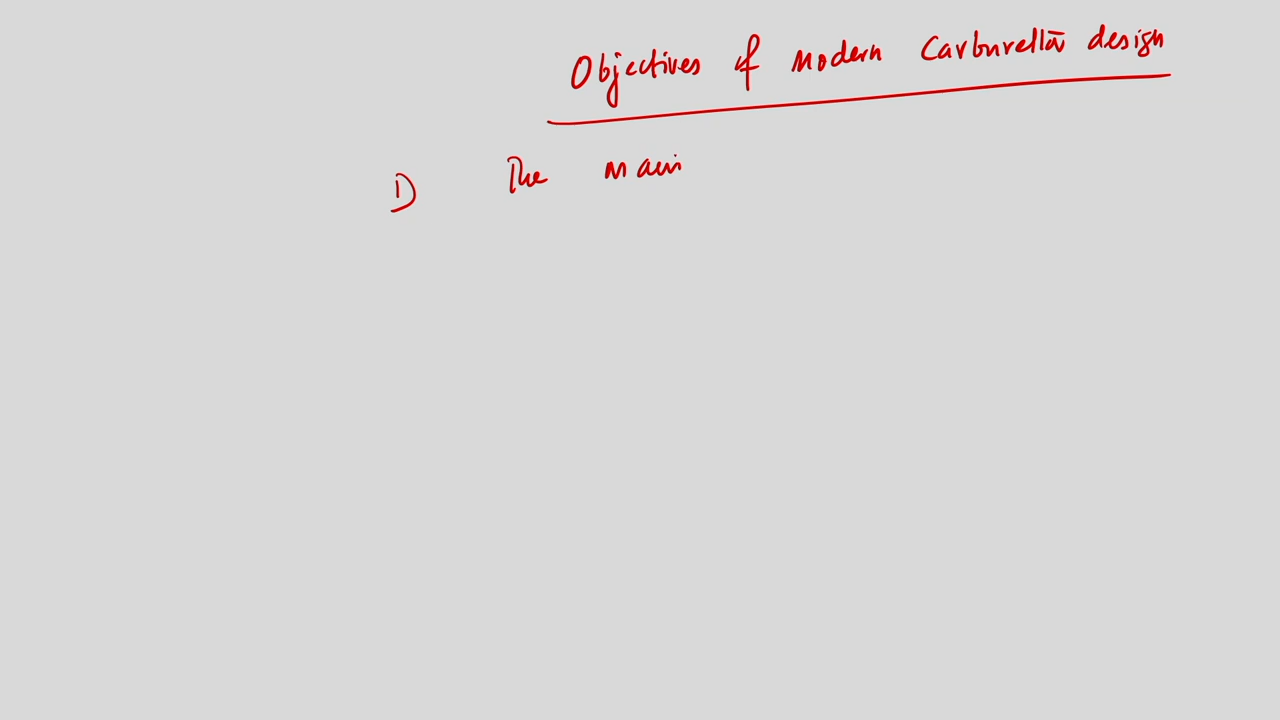 Objectives of modern Carburettor design
1) The main